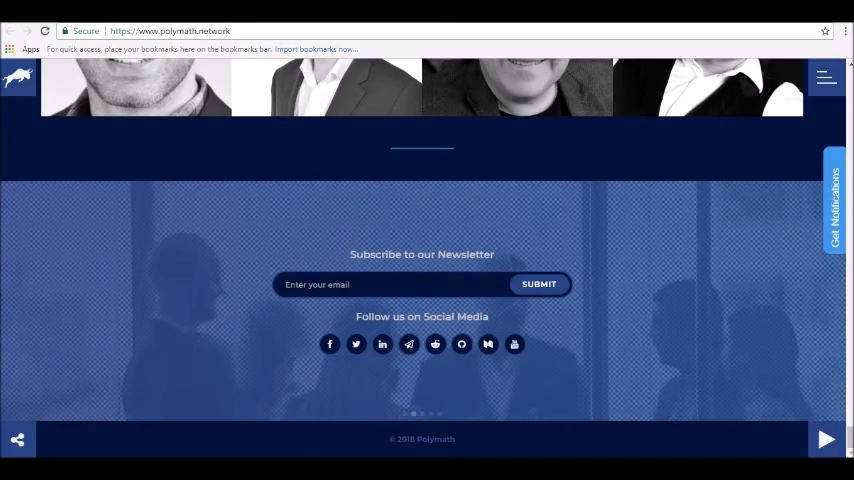 Secure https://www.polymath.network
Apps For quick access, place your bookmarks here on the bookmarks bar. Import bookmarks now...
Get Notifications
Subscribe to our Newsletter
Enter your email SUBMIT
Follow us on Social Media
© 2018 Polymath